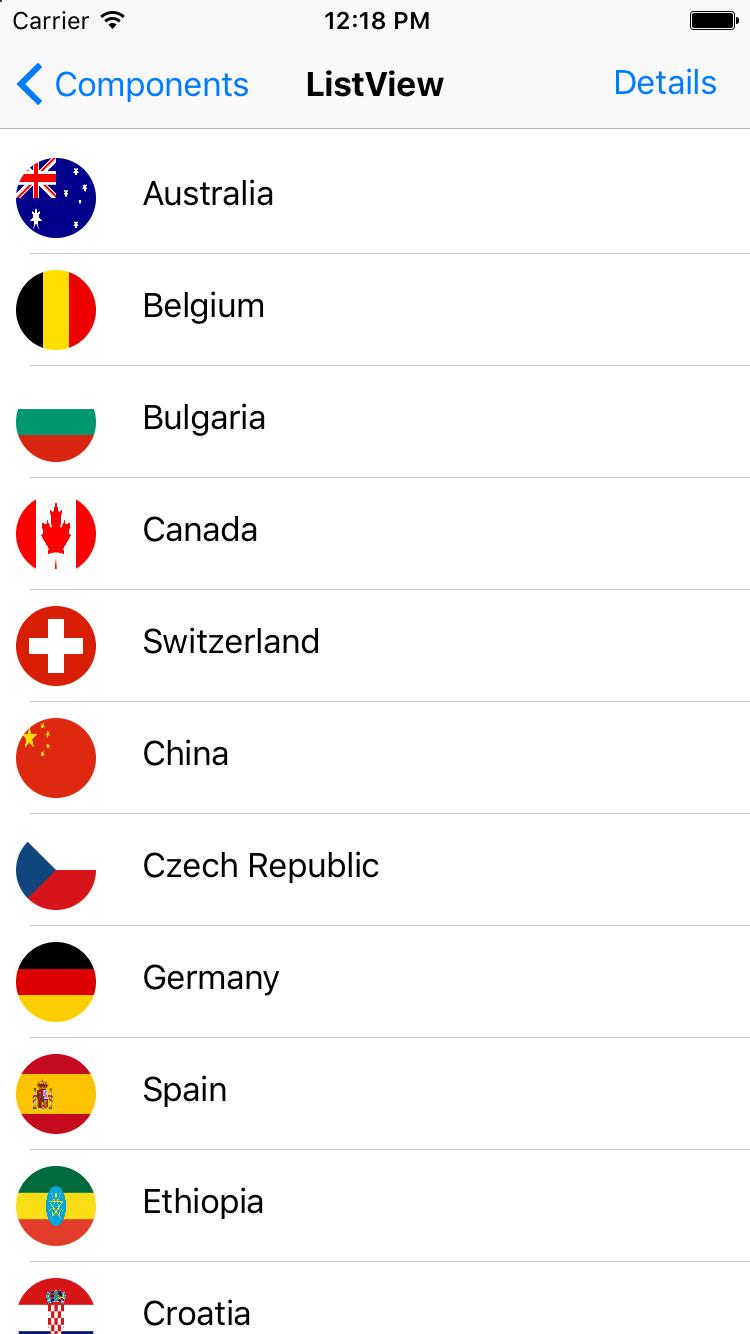 Carrier 12:18 PM
Components ListView Details
Australia
Belgium
Bulgaria
Canada
Switzerland
China
Czech Republic
Germany
Spain
Ethiopia
Croatia